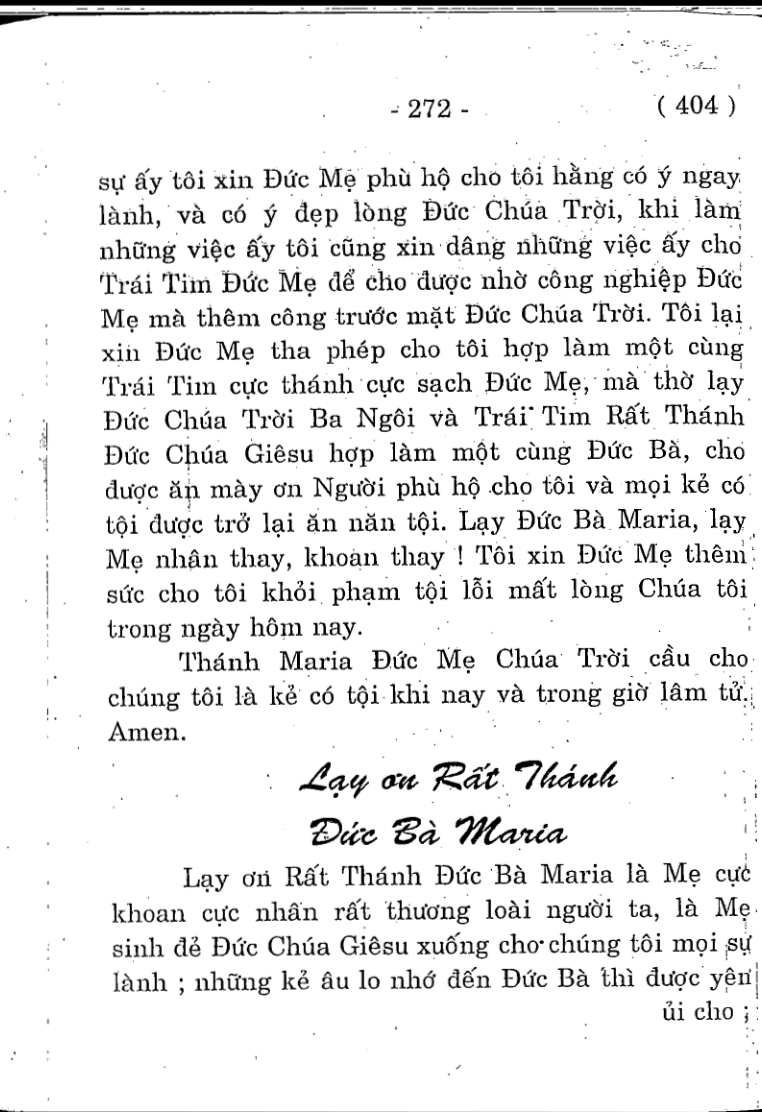 - 272 - ( 404 )
sự ấy tôi xin Đức Mẹ phù hộ cho tôi hằng có ý ngay
lành, và có ý đẹp lòng Đức Chúa Trời, khi làm
những việc ấy tôi cũng xin dâng những việc ấy cho
Trái Tim Đức Mẹ để cho được nhờ công nghiệp Đức
Mẹ mà thêm công trước mặt Đức Chúa Trời. Tôi lại
xin Đức Mẹ tha phép cho tôi hợp làm một cùng
Trái Tim cực thánh cực sạch Đức Mẹ, mà thờ lạy
Đức Chúa Trời Ba Ngôi và Trái Tim Rất Thánh
Đức Chúa Giêsu hợp làm một cùng Đức Bà, cho
được ăn mày ơn Người phù hộ cho tôi và mọi kẻ có
tội được trở lại ăn năn tội. Lạy Đức Bà Maria, lạy
Mẹ nhân thay, khoan thay ! Tôi xin Đức Mẹ thêm
sức cho tôi khỏi phạm tội lỗi mất lòng Chúa tôi
trong ngày hôm nay.
Thánh Maria Đức Mẹ Chúa Trời cầu cho
chúng tôi là kẻ có tội khi nay và trong giờ lâm tử.
Amen.
Lạy ơn Rất Thánh
Đức Bà Maria
Lạy ơn Rất Thánh Đức Bà Maria là Mẹ cực
khoan cực nhân rất thương loài người ta, là Mẹ
sinh đẻ Đức Chúa Giêsu xuống cho chúng tôi mọi sự
lành ; những kẻ âu lo nhớ đến Đức Bà thì được yên
ủi cho ;